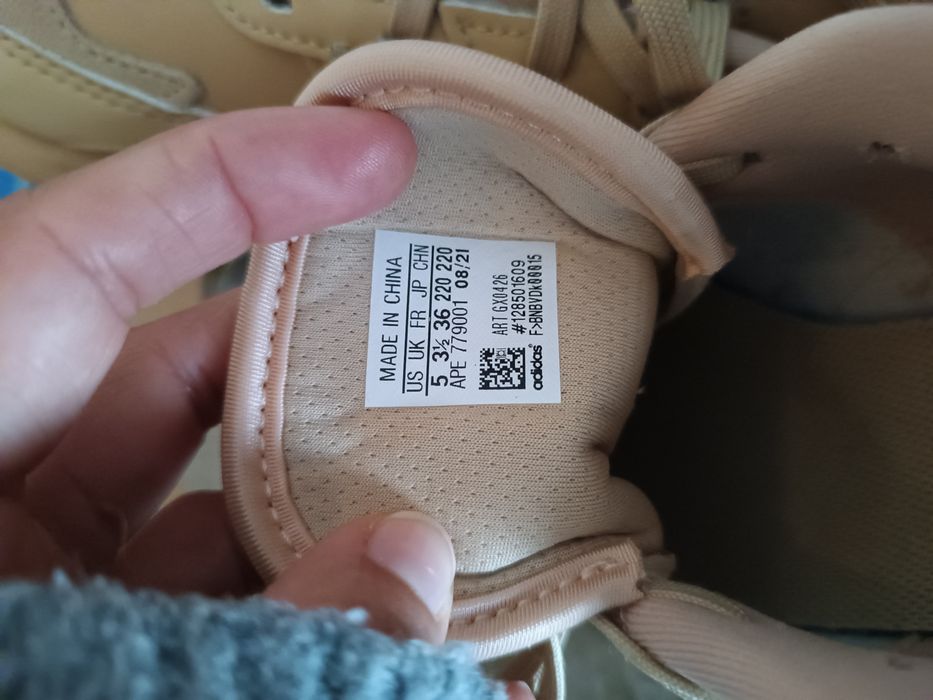 MADE IN CHINA
US UK FR JP CHN
5 3½ 36 220 220
APE 779001 08/21
ART GX0426
#128501609
F>BNBVDk00015
adidas